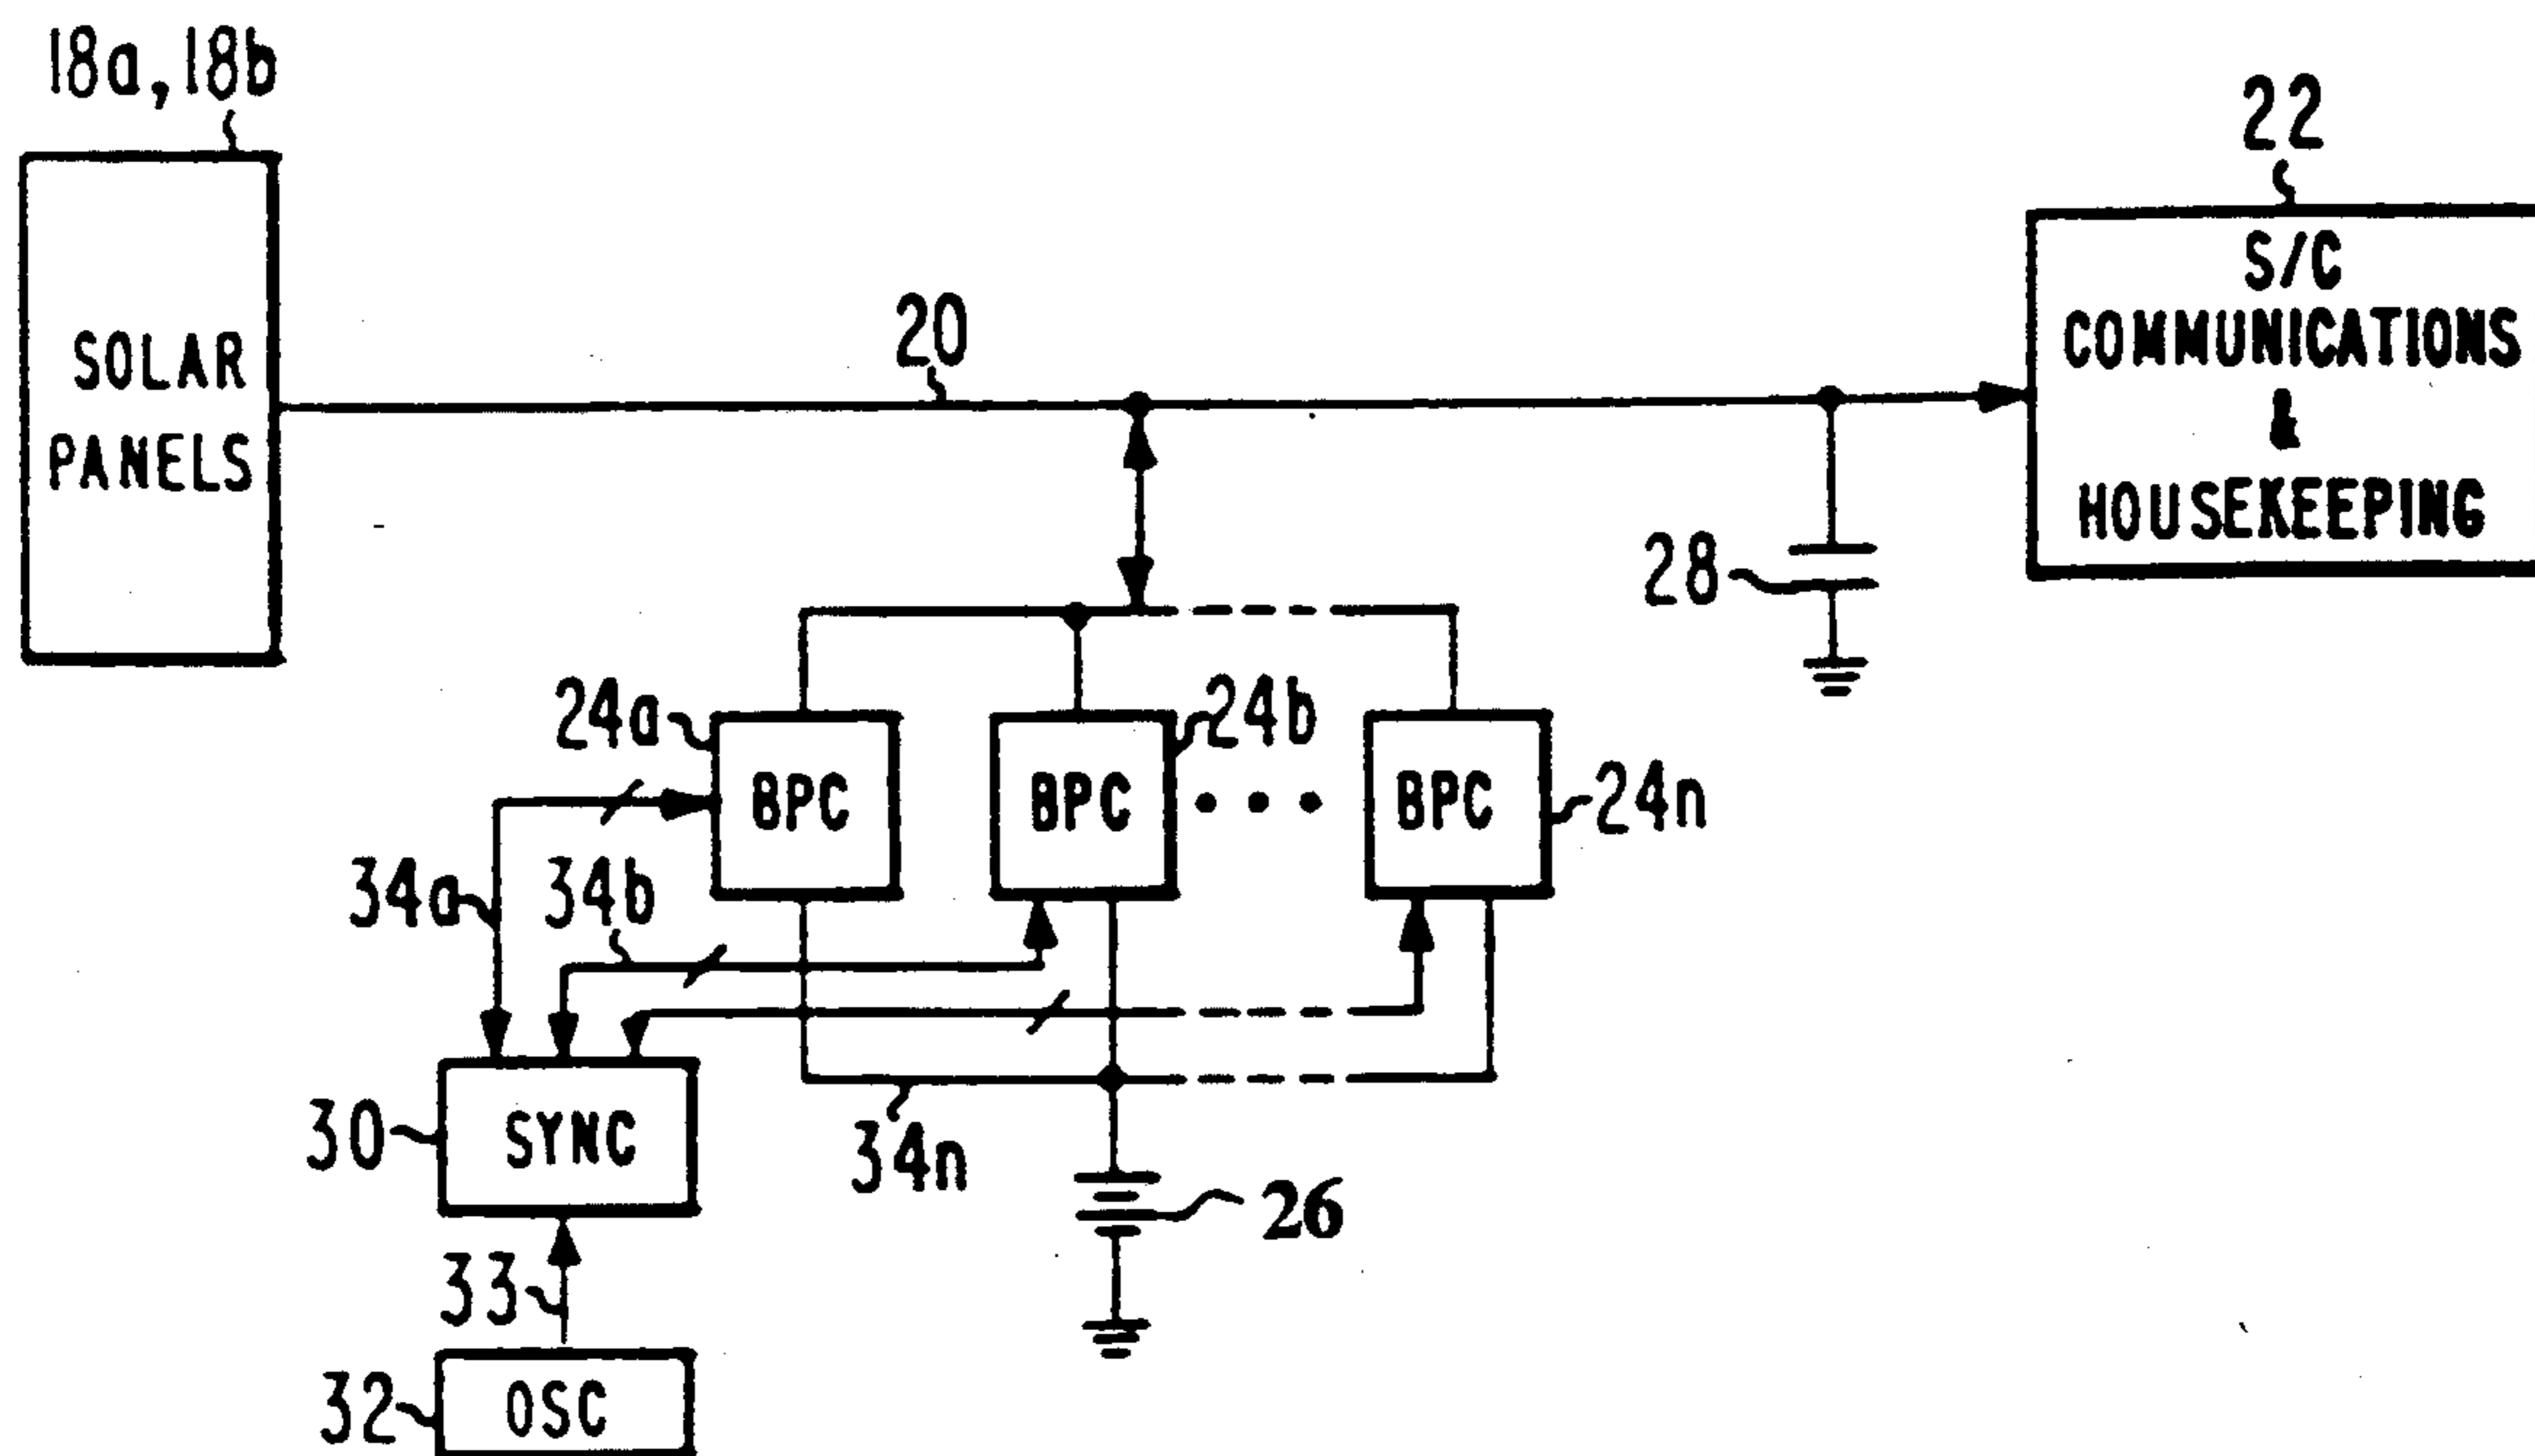 18a, 18b
22
SOLAR
PANELS
20
S/C
COMMUNICATIONS
&
HOUSEKEEPING
28
24a
BPC
24b
BPC
BPC
24n
34a
34b
30
SYNC
34n
26
33
32
OSC